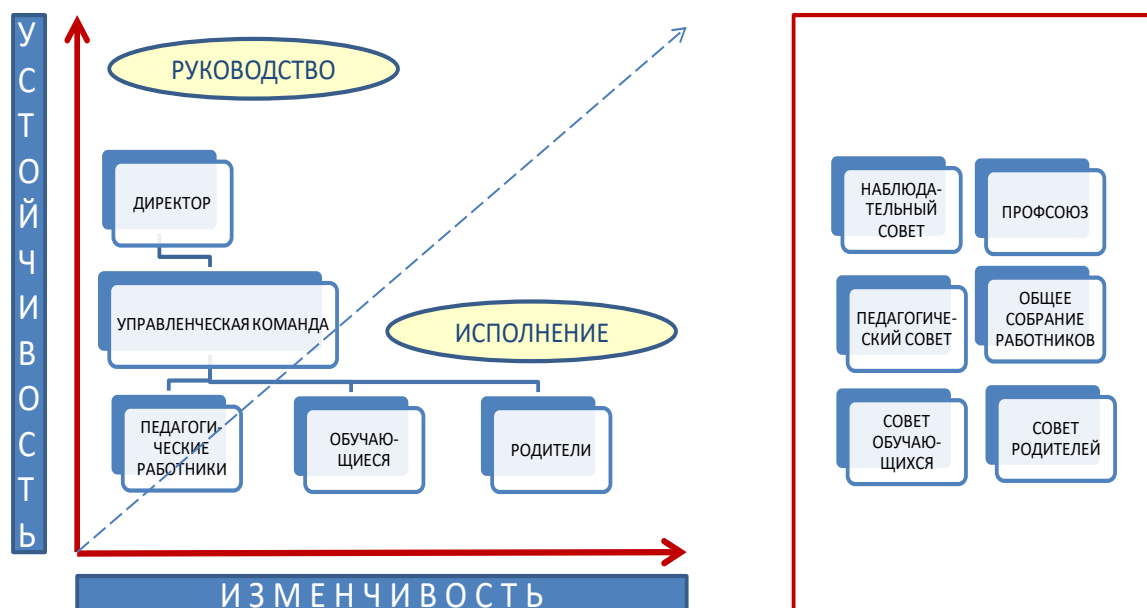 УСТОЙЧИВОСТЬ
РУКОВОДСТВО
ДИРЕКТОР
УПРАВЛЕНЧЕСКАЯ КОМАНДА
ИСПОЛНЕНИЕ
ПЕДАГОГИ-
ЧЕСКИЕ
РАБОТНИКИ
ОБУЧАЮ-
ЩИЕСЯ
РОДИТЕЛИ
ИЗМЕНЧИВОСТЬ
НАБЛЮДА-
ТЕЛЬНЫЙ
СОВЕТ
ПРОФСОЮЗ
ПЕДАГОГИЧЕ-
СКИЙ СОВЕТ
ОБЩЕЕ
СОБРАНИЕ
РАБОТНИКОВ
СОВЕТ
ОБУЧАЮ-
ЩИХСЯ
СОВЕТ
РОДИТЕЛЕЙ